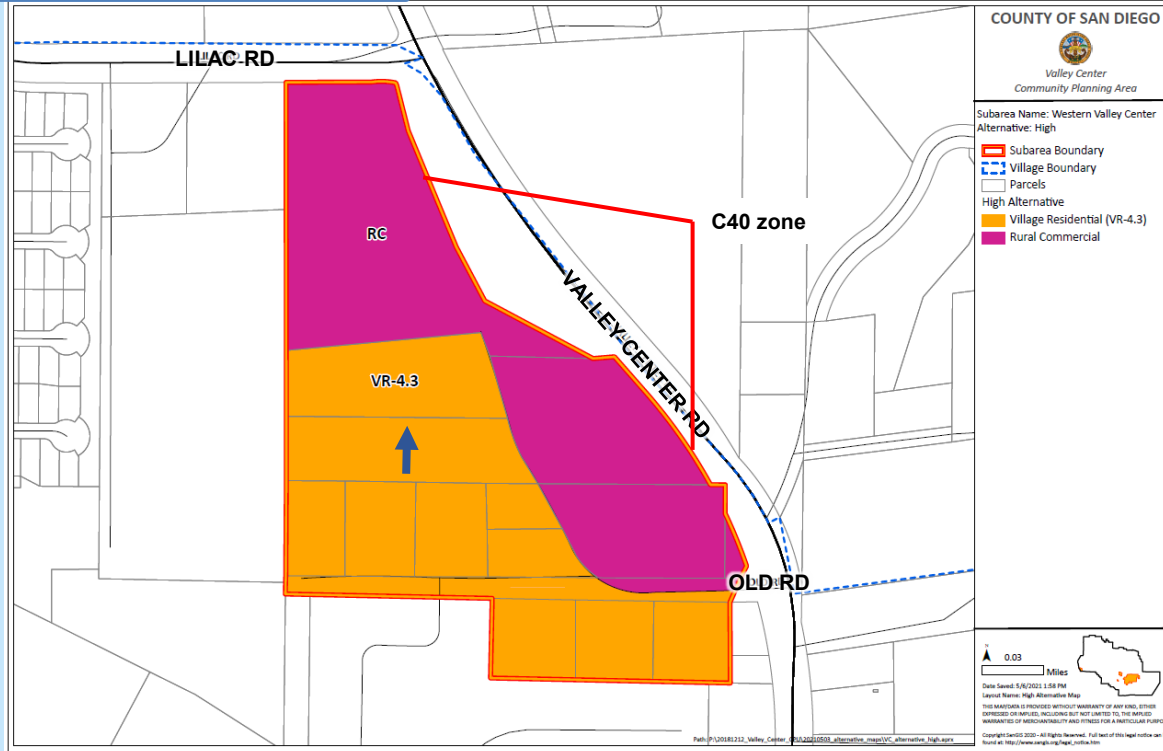 LILAC RD
RC
C40 zone
VALLEY CENTER RD
VR-4.3
OLD RD
Path: P:\20181212_Valley_Center_GPU\20210503_alternative_maps\VC_alternative_high.aprx
COUNTY OF SAN DIEGO
Valley Center
Community Planning Area
Subarea Name: Western Valley Center
Alternative: High
Subarea Boundary
Village Boundary
Parcels
High Alternative
Village Residential (VR-4.3)
Rural Commercial
N
0.03
Miles
Date Saved: 5/6/2021 1:58 PM
Layout Name: High Alternative Map
THIS MAP/DATA IS PROVIDED WITHOUT WARRANTY OF ANY KIND, EITHER
EXPRESSED OR IMPLIED, INCLUDING BUT NOT LIMITED TO, THE IMPLIED
WARRANTIES OF MERCHANTABILITY AND FITNESS FOR A PARTICULAR PURPO
Copyright SanGIS 2020 - All Rights Reserved. Full text of this legal notice can
found at: http://www.sangis.org/legal_notice.htm